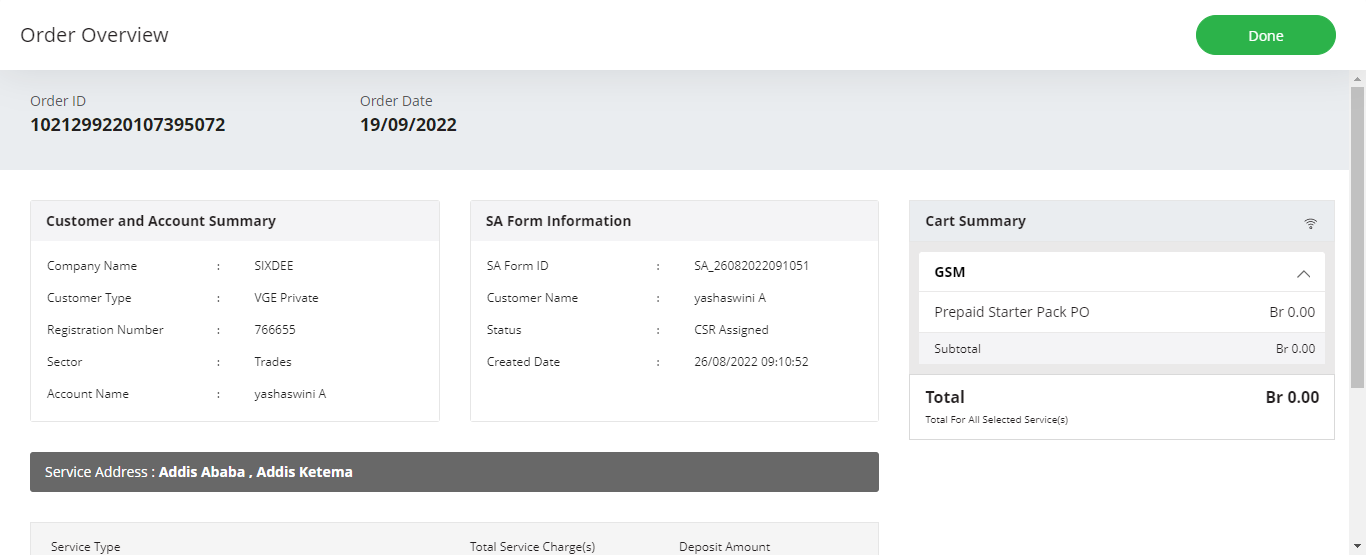 Order Overview
Done
Order ID
Order Date
1021299220107395072
19/09/2022
Customer and Account Summary
Company Name : SIXDEE
Customer Type : VGE Private
Registration Number : 766655
Sector : Trades
Account Name : yashaswini A
SA Form Information
SA Form ID : SA_26082022091051
Customer Name : yashaswini A
Status : CSR Assigned
Created Date : 26/08/2022 09:10:52
Cart Summary
GSM
Prepaid Starter Pack PO Br 0.00
Subtotal Br 0.00
Total Br 0.00
Total For All Selected Service(s)
Service Address : Addis Ababa , Addis Ketema
Service Type Total Service Charge(s) Deposit Amount